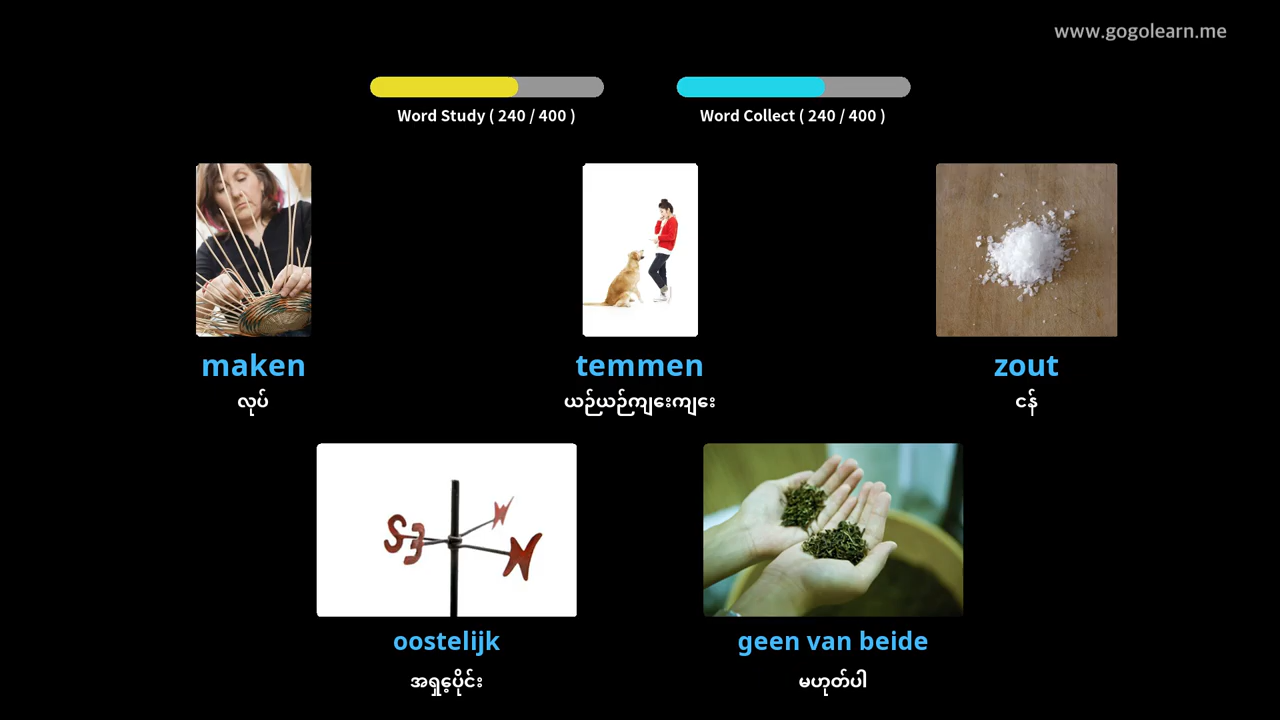 www.gogolearn.me
Word Study ( 240 / 400 )
Word Collect ( 240 / 400 )
maken
temmen
zout
လုပ်
ယဉ်ယဉ်ကျေးကျေး
ငန်
oostelijk
geen van beide
အရှေ့ပိုင်း
မဟုတ်ပါ